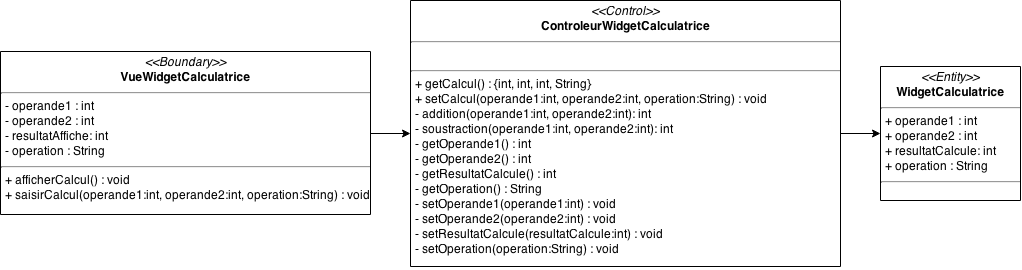 <<Boundary>>
VueWidgetCalculatrice
- operande1 : int
- operande2 : int
- resultatAffiche: int
- operation : String
+ afficherCalcul() : void
+ saisirCalcul(operande1:int, operande2:int, operation:String) : void
<<Control>>
ControleurWidgetCalculatrice
+ getCalcul() : {int, int, int, String}
+ setCalcul(operande1:int, operande2:int, operation:String) : void
- addition(operande1:int, operande2:int): int
- soustraction(operande1:int, operande2:int): int
- getOperande1() : int
- getOperande2() : int
- getResultatCalcule() : int
- getOperation() : String
- setOperande1(operande1:int) : void
- setOperande2(operande2:int) : void
- setResultatCalcule(resultatCalcule:int) : void
- setOperation(operation:String) : void
<<Entity>>
WidgetCalculatrice
+ operande1 : int
+ operande2 : int
+ resultatCalcule: int
+ operation : String